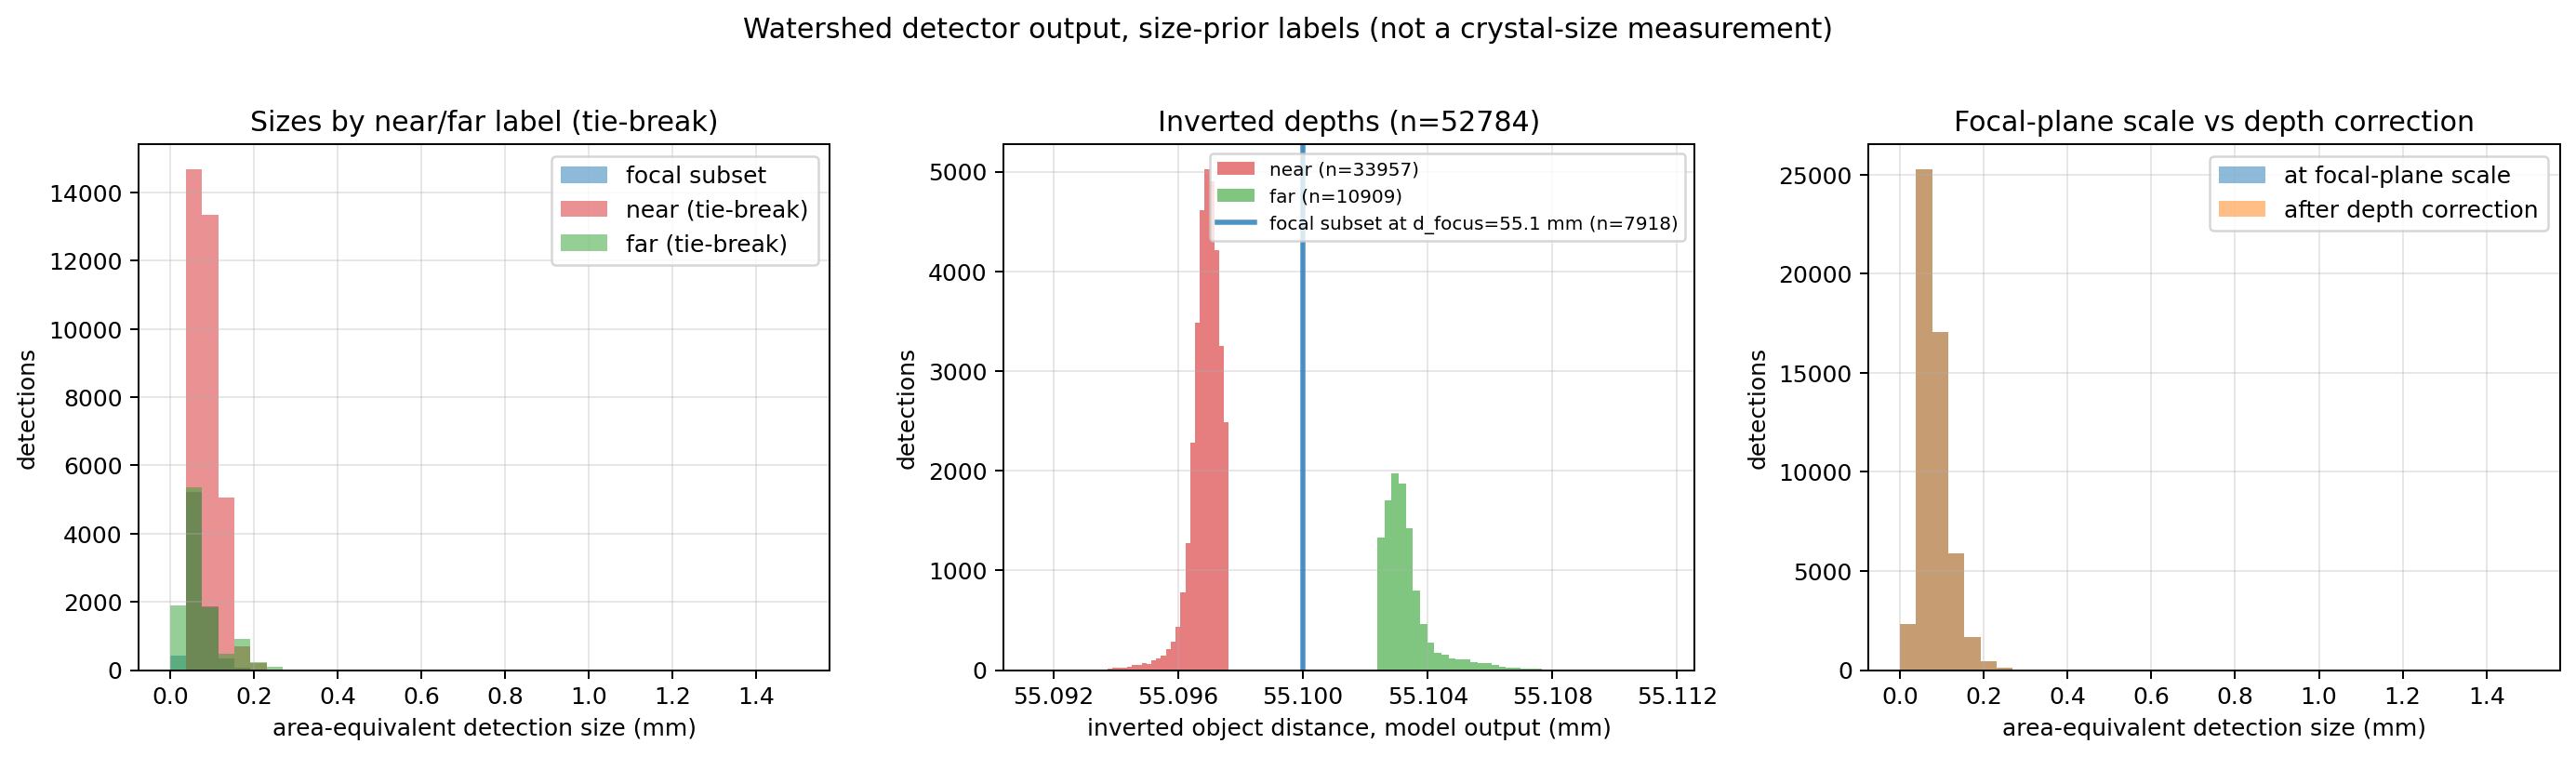 Watershed detector output, size-prior labels (not a crystal-size measurement)
Sizes by near/far label (tie-break)
focal subset
near (tie-break)
far (tie-break)
14000
12000
10000
8000
6000
4000
2000
0
detections
0.0 0.2 0.4 0.6 0.8 1.0 1.2 1.4
area-equivalent detection size (mm)
Inverted depths (n=52784)
near (n=33957)
far (n=10909)
focal subset at d_focus=55.1 mm (n=7918)
5000
4000
3000
2000
1000
0
detections
55.092 55.096 55.100 55.104 55.108 55.112
inverted object distance, model output (mm)
Focal-plane scale vs depth correction
at focal-plane scale
after depth correction
25000
20000
15000
10000
5000
0
detections
0.0 0.2 0.4 0.6 0.8 1.0 1.2 1.4
area-equivalent detection size (mm)